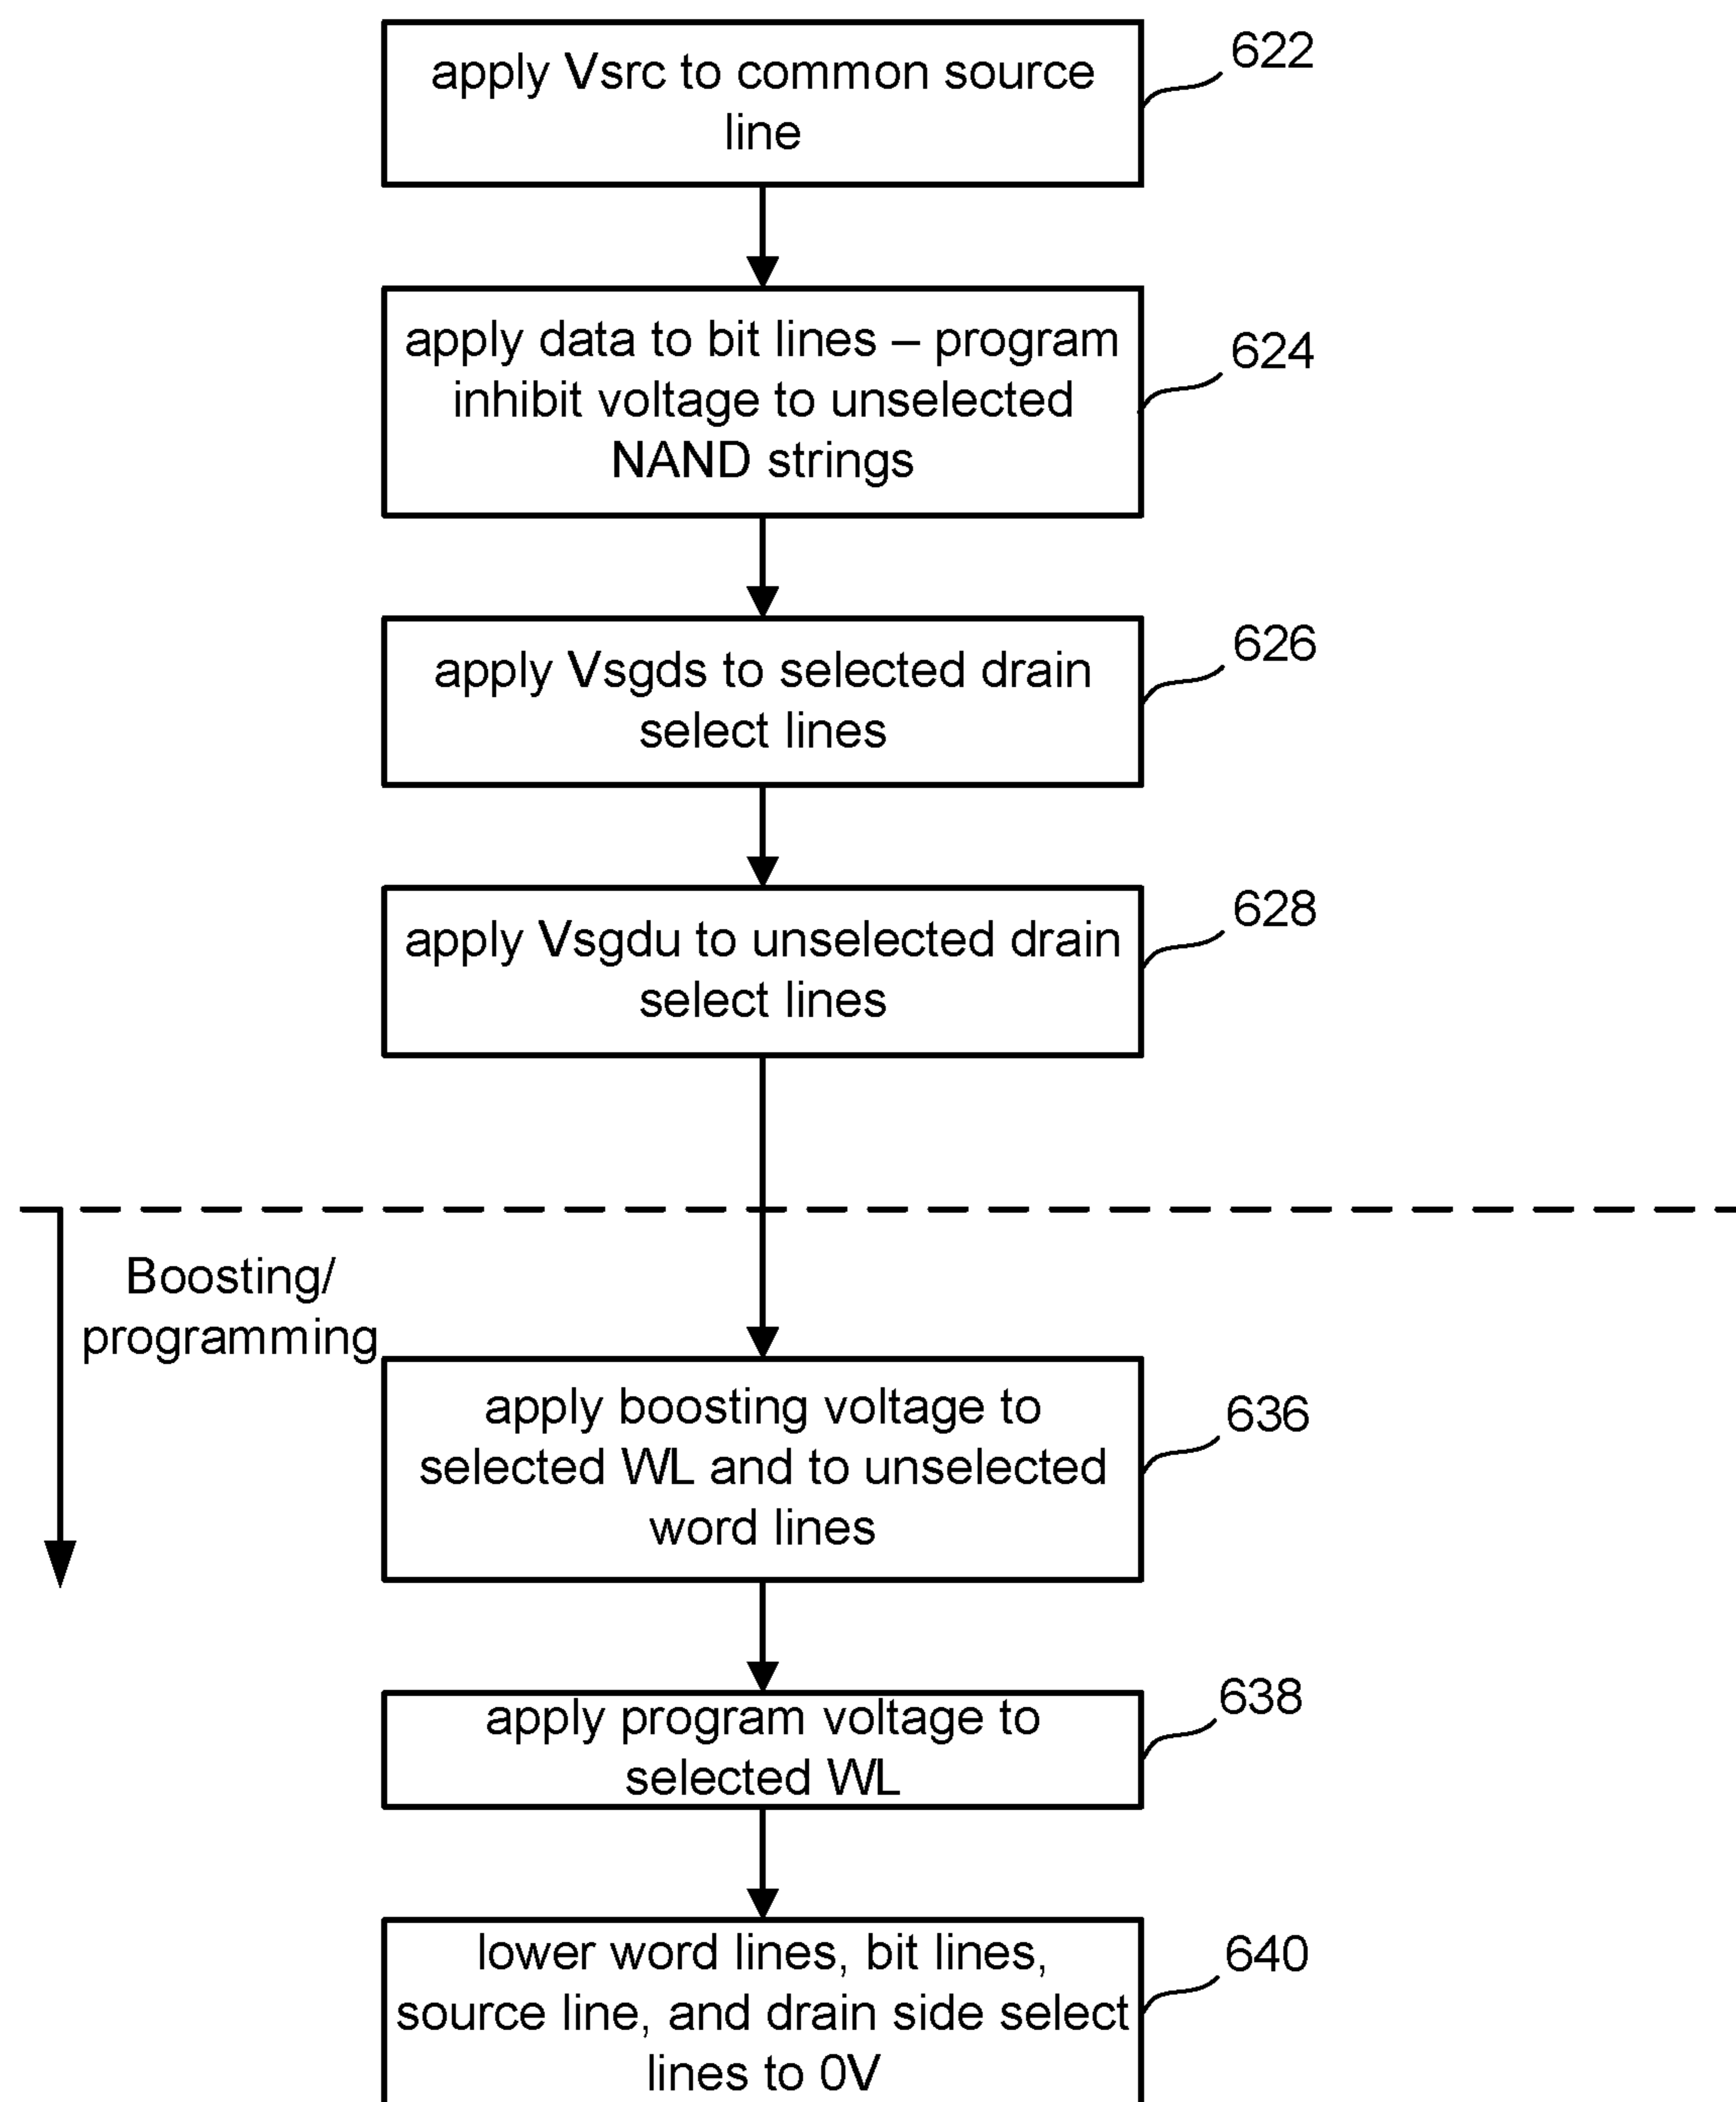 apply Vsrc to common source
line
622
apply data to bit lines – program
inhibit voltage to unselected
NAND strings
624
apply Vsgds to selected drain
select lines
626
apply Vsgdu to unselected drain
select lines
628
Boosting/
programming
apply boosting voltage to
selected WL and to unselected
word lines
636
apply program voltage to
selected WL
638
lower word lines, bit lines,
source line, and drain side select
lines to 0V
640